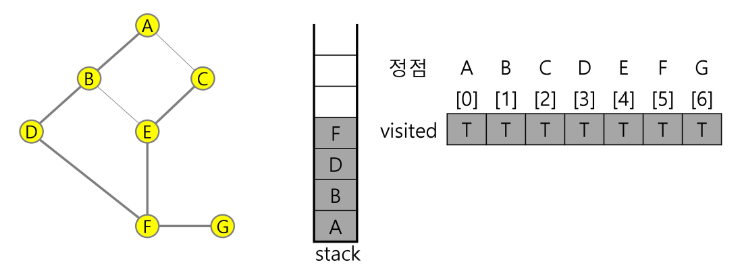 A
B
C
D
E
F
G
F
D
B
A
stack
정점 A B C D E F G
[0] [1] [2] [3] [4] [5] [6]
visited T T T T T T T